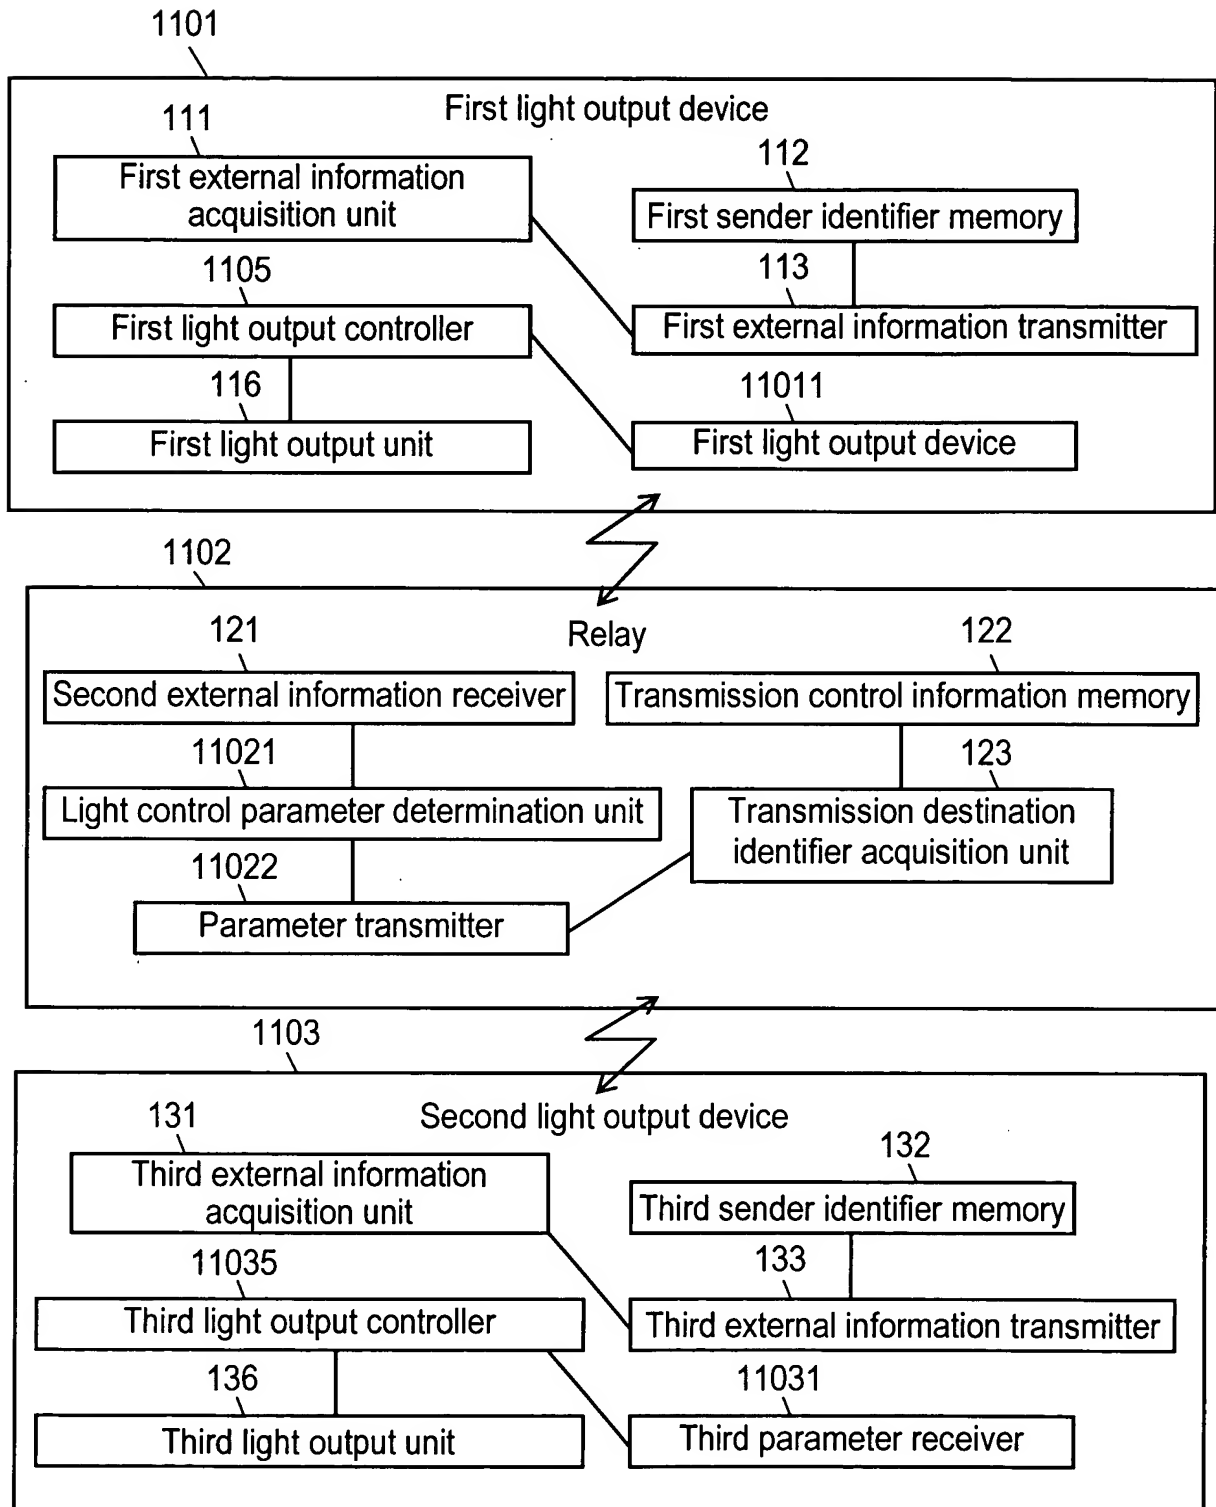 1101
First light output device
111
First external information
acquisition unit
112
First sender identifier memory
1105
First light output controller
113
First external information transmitter
116
First light output unit
11011
First light output device
1102
Relay
121
Second external information receiver
122
Transmission control information memory
11021
Light control parameter determination unit
123
Transmission destination
identifier acquisition unit
11022
Parameter transmitter
1103
Second light output device
131
Third external information
acquisition unit
132
Third sender identifier memory
11035
Third light output controller
133
Third external information transmitter
136
Third light output unit
11031
Third parameter receiver